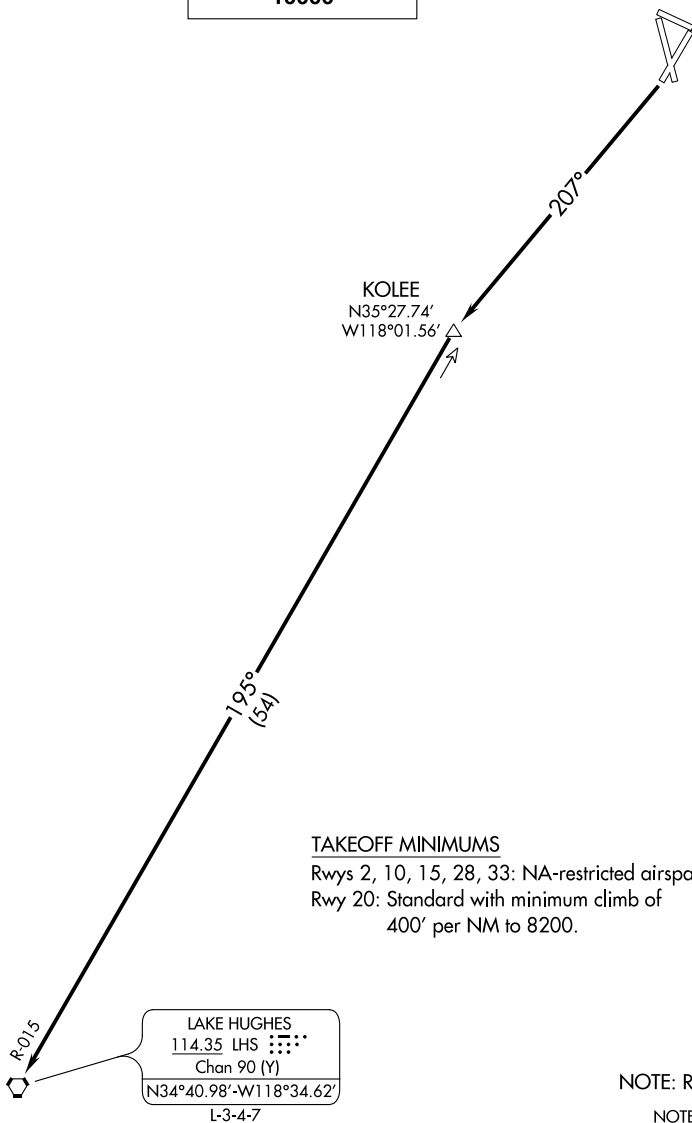 207°
KOLEE
N35°27.74'
W118°01.56'
195°
(54)
TAKEOFF MINIMUMS
Rwys 2, 10, 15, 28, 33: NA-restricted airspa
Rwy 20: Standard with minimum climb of
400' per NM to 8200.
R-015
LAKE HUGHES
114.35 LHS
Chan 90 (Y)
N34°40.98'-W118°34.62'
L-3-4-7
NOTE: R
NOTE